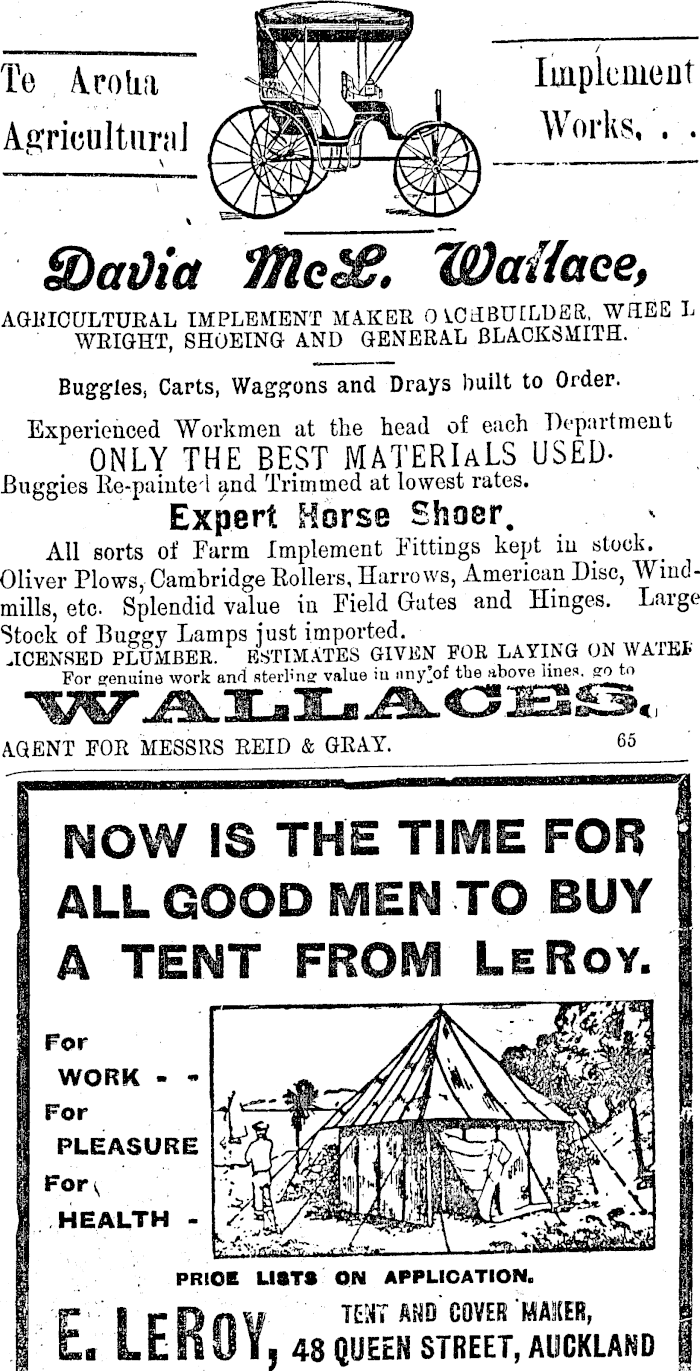 Te Aroha
Agricultural
Implement
Works. . .
David McL. Wallace,
AGRICULTURAL IMPLEMENT MAKER OACHBUILDER, WHEE L
WRIGHT, SHOEING AND GENERAL BLACKSMITH.
Buggies, Carts, Waggons and Drays built to Order.
Experienced Workmen at the head of each Department
ONLY THE BEST MATERIALS USED.
Buggies Re-painted and Trimmed at lowest rates.
Expert Horse Shoer.
All sorts of Farm Implement Fittings kept in stock.
Oliver Plows, Cambridge Rollers, Harrows, American Disc, Wind-
mills, etc. Splendid value in Field Gates and Hinges. Large
Stock of Buggy Lamps just imported.
ICENSED PLUMBER. ESTIMATES GIVEN FOR LAYING ON WATER
For genuine work and sterling value in any of the above lines, go to
WALLACES,
AGENT FOR MESSRS REID & GRAY. 65
NOW IS THE TIME FOR
ALL GOOD MEN TO BUY
A TENT FROM LEROY.
For
WORK - -
For
PLEASURE
For
HEALTH -
PRICE LISTS ON APPLICATION.
E. LEROY, TENT AND COVER MAKER,
48 QUEEN STREET, AUCKLAND